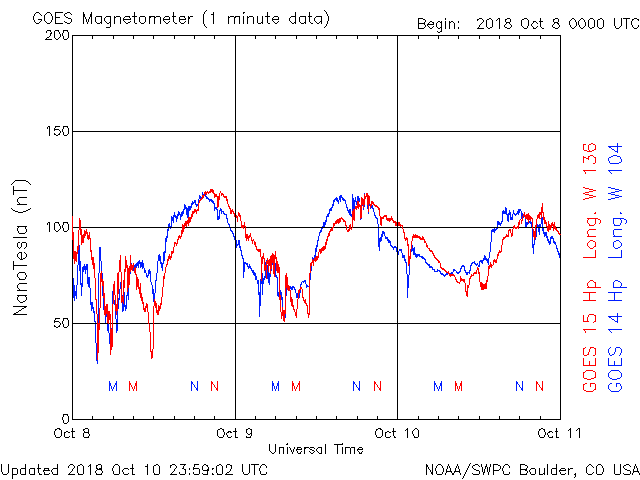 GOES Magnetometer (1 minute data)
Begin: 2018 Oct 8 0000 UTC
200
150
100
50
0
NanoTesla (nT)
M M N N M M N N M M N N
Oct 8 Oct 9 Oct 10 Oct 11
Universal Time
GOES 15 Hp Long. W 136
GOES 14 Hp Long. W 104
Updated 2018 Oct 10 23:59:02 UTC
NOAA/SWPC Boulder, CO USA